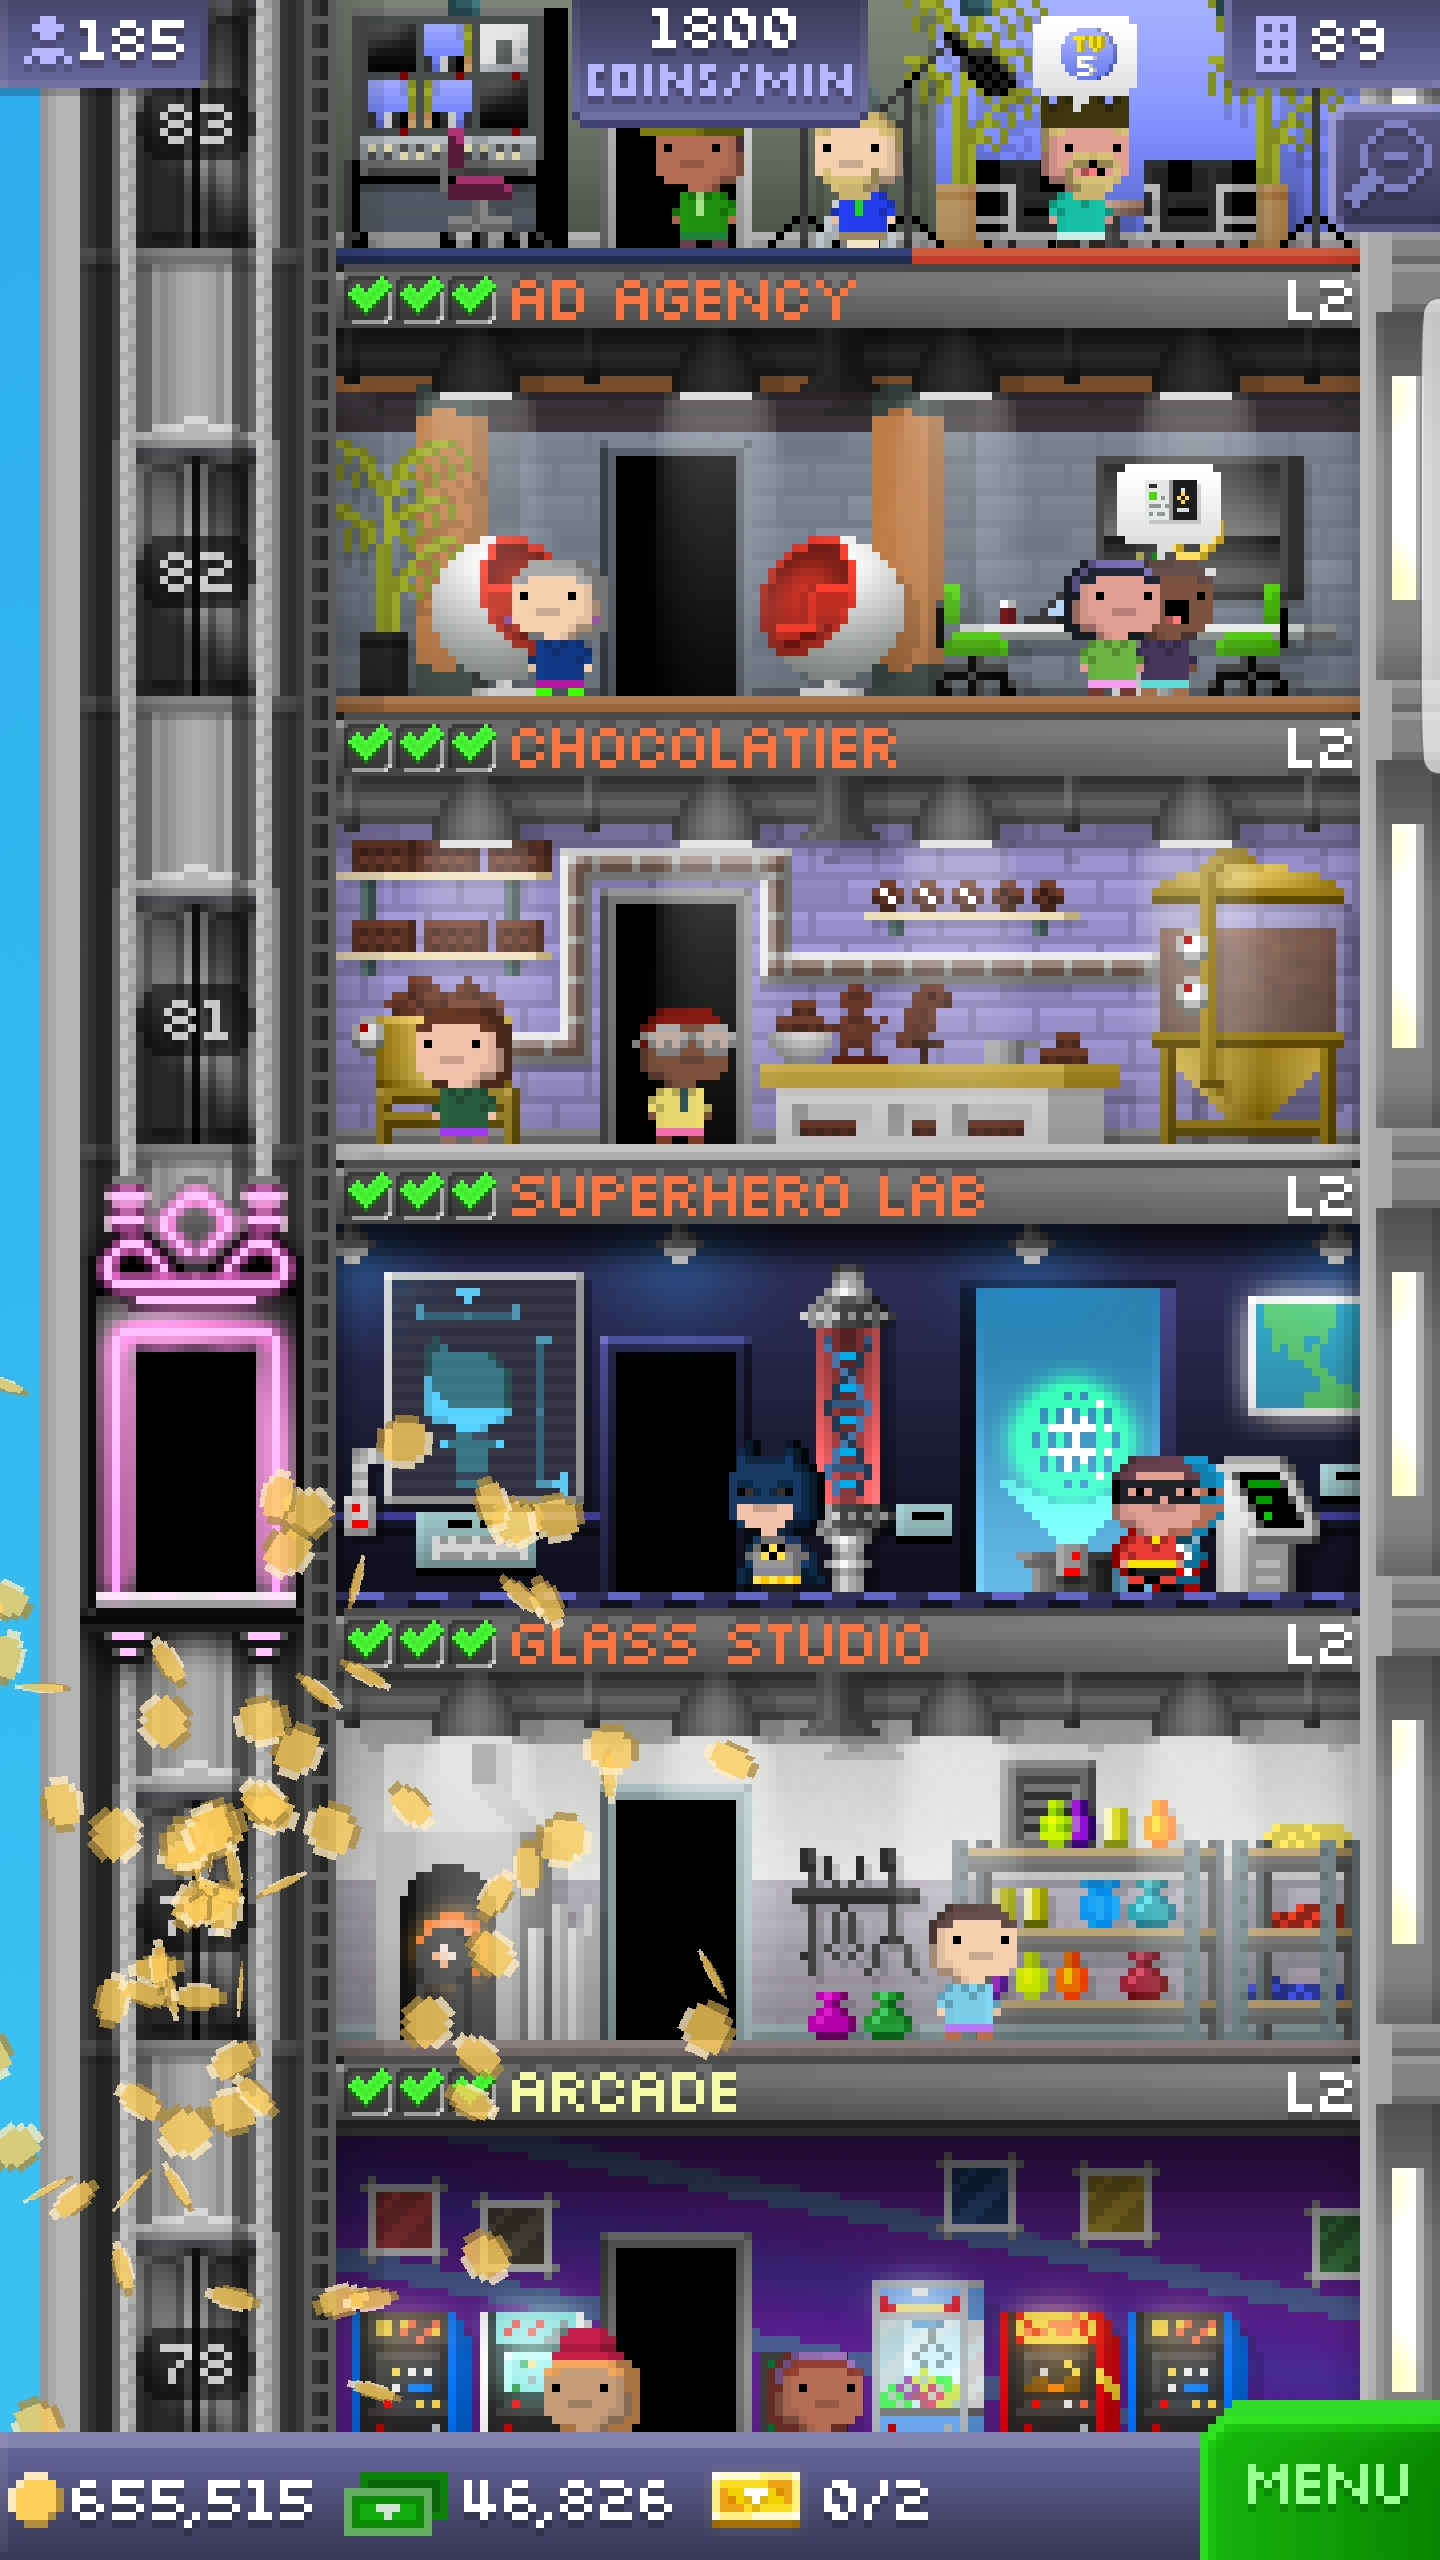 185
1800
COINS/MIN
89
TV
5
83
AD AGENCY L2
82
CHOCOLATIER L2
81
SUPERHERO LAB L2
GLASS STUDIO L2
ARCADE L2
78
655,515 46,826 0/2 MENU